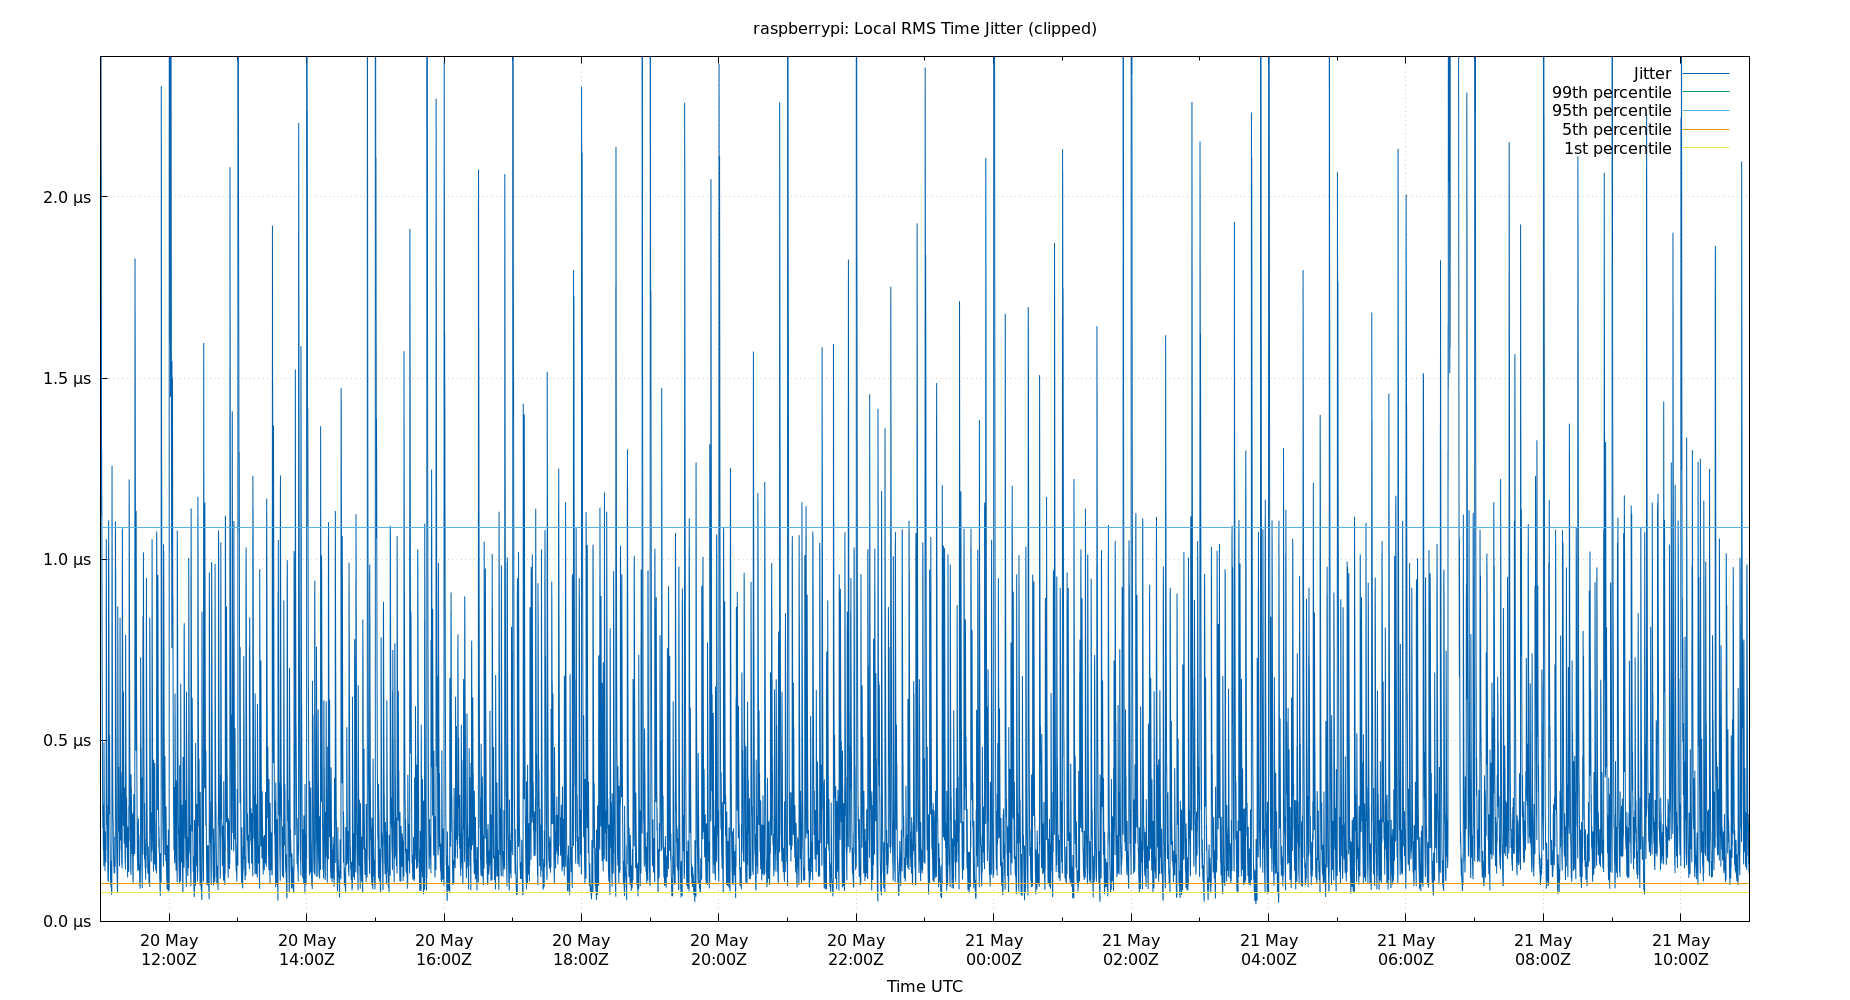 raspberrypi: Local RMS Time Jitter (clipped)
Jitter
99th percentile
95th percentile
5th percentile
1st percentile
2.0 µs
1.5 µs
1.0 µs
0.5 µs
0.0 µs
20 May 20 May 20 May 20 May 20 May 20 May 21 May 21 May 21 May 21 May 21 May 21 May
12:00Z 14:00Z 16:00Z 18:00Z 20:00Z 22:00Z 00:00Z 02:00Z 04:00Z 06:00Z 08:00Z 10:00Z
Time UTC